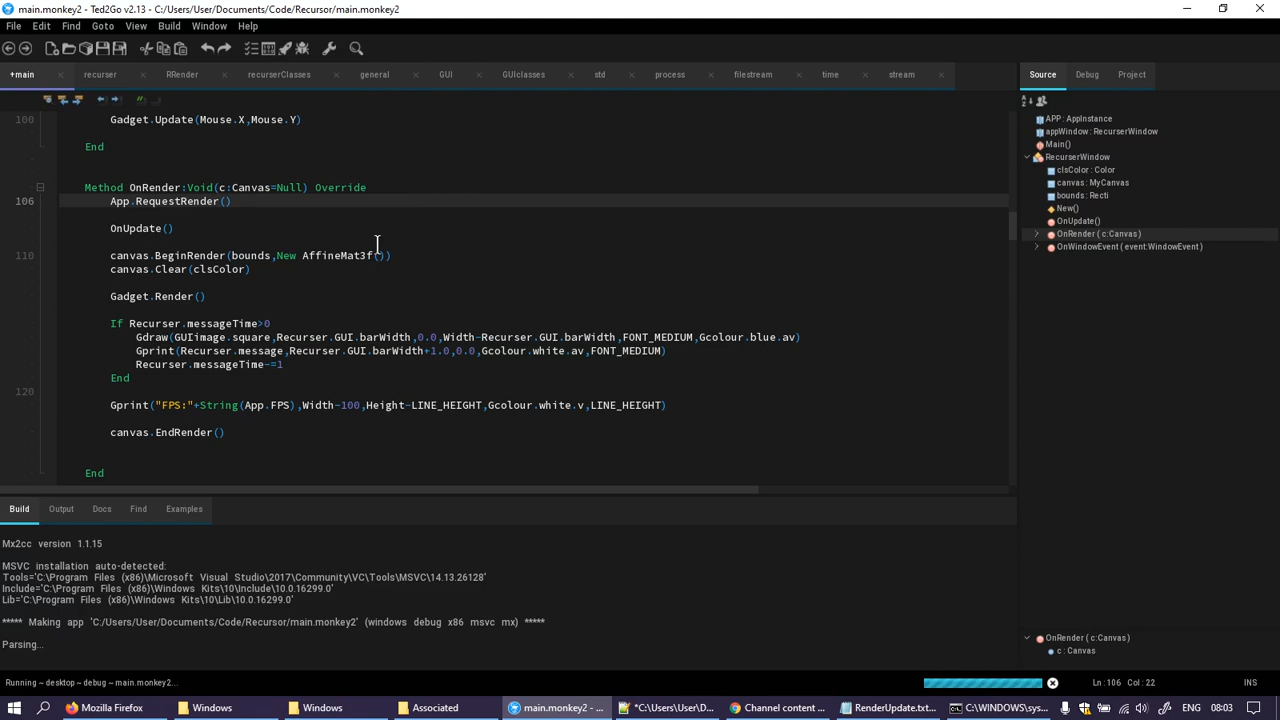 main.monkey2 - Ted2Go v2.13 - C:/Users/User/Documents/Code/Recursor/main.monkey2
File Edit Find Goto View Build Window Help
+main recurser RRender recurserClasses general GUI GUIclasses std process filestream time stream
Source Debug Project
100 Gadget.Update(Mouse.X,Mouse.Y)
End
Method OnRender:Void(c:Canvas=Null) Override
106 App.RequestRender()
OnUpdate()
110 canvas.BeginRender(bounds,New AffineMat3f())
canvas.Clear(clsColor)
Gadget.Render()
If Recurser.messageTime>0
Gdraw(GUIimage.square,Recurser.GUI.barWidth,0.0,Width-Recurser.GUI.barWidth,FONT_MEDIUM,Gcolour.blue.av)
Gprint(Recurser.message,Recurser.GUI.barWidth+1.0,0.0,Gcolour.white.av,FONT_MEDIUM)
Recurser.messageTime-=1
End
120
Gprint("FPS:"+String(App.FPS),Width-100,Height-LINE_HEIGHT,Gcolour.white.v,LINE_HEIGHT)
canvas.EndRender()
End
APP : AppInstance
appWindow : RecurserWindow
Main()
RecurserWindow
clsColor : Color
canvas : MyCanvas
bounds : Recti
New()
OnUpdate()
OnRender ( c:Canvas )
OnWindowEvent ( event:WindowEvent )
OnRender ( c:Canvas )
c : Canvas
Build Output Docs Find Examples
Mx2cc version 1.1.15
MSVC installation auto-detected:
Tools='C:\Program Files (x86)\Microsoft Visual Studio\2017\Community\VC\Tools\MSVC\14.13.26128'
Include='C:\Program Files (x86)\Windows Kits\10\Include\10.0.16299.0'
Lib='C:\Program Files (x86)\Windows Kits\10\Lib\10.0.16299.0'
***** Making app 'C:/Users/User/Documents/Code/Recursor/main.monkey2' (windows debug x86 msvc mx) *****
Parsing...
Running ~ desktop ~ debug ~ main.monkey2...
Ln : 106 Col : 22 INS
Mozilla Firefox Windows Windows Associated main.monkey2 - ... *C:\Users\User\D... Channel content ... RenderUpdate.txt... C:\WINDOWS\sy... ENG 08:03